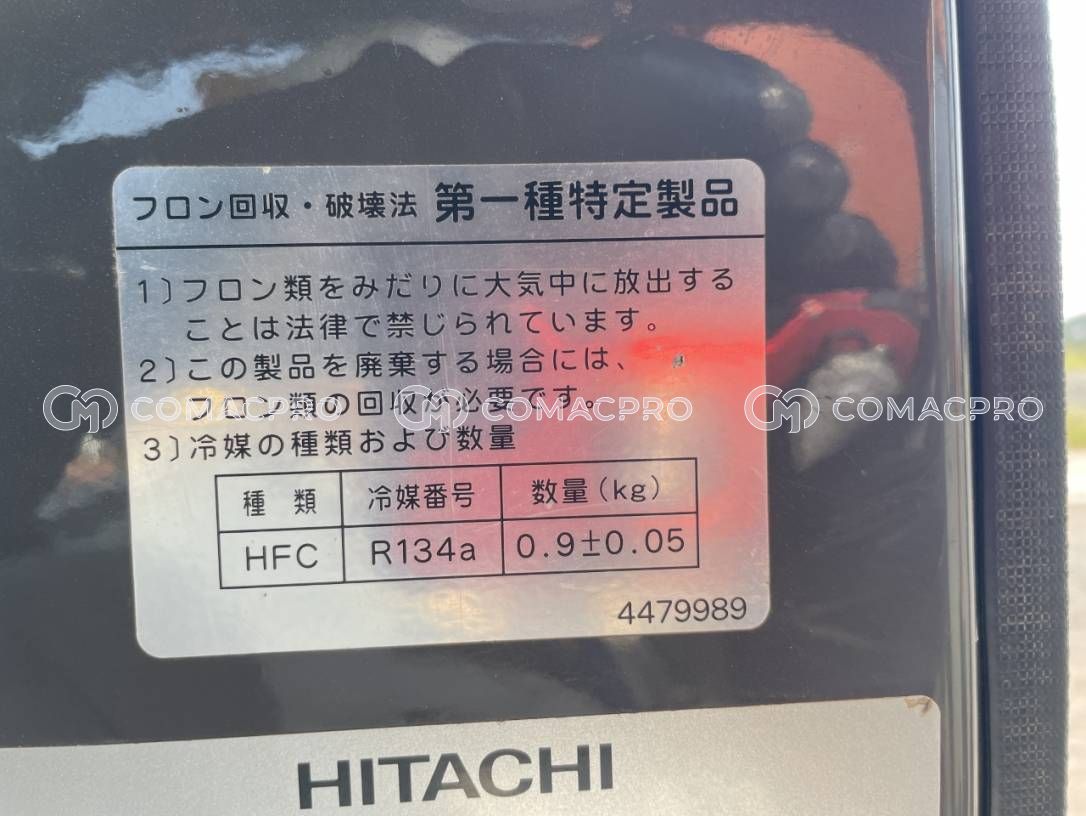 フロン回収・破壊法 第一種特定製品
1)フロン類をみだりに大気中に放出する
ことは法律で禁じられています。
2)この製品を廃棄する場合には、
フロン類の回収が必要です。
COMACPRO COMACPRO COMACPRO
3)冷媒の種類および数量
種類 冷媒番号 数量(kg)
HFC R134a 0.9±0.05
4479989
HITACHI